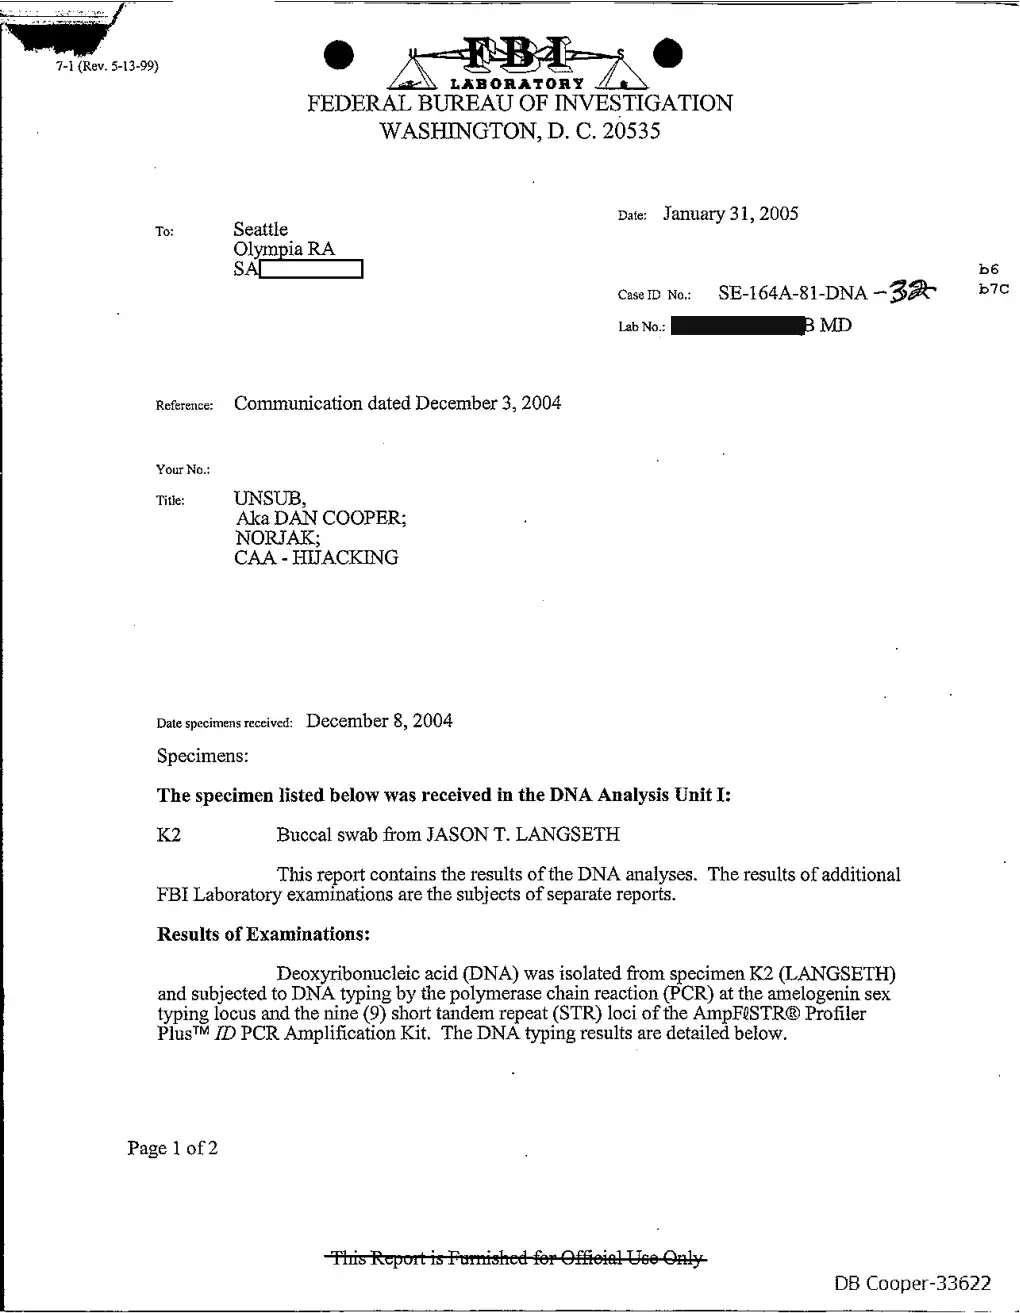 7-1 (Rev. 5-13-99)
U FBI S
LABORATORY
FEDERAL BUREAU OF INVESTIGATION
WASHINGTON, D. C. 20535
Date: January 31, 2005
To: Seattle
Olympia RA
SA
b6
b7C
Case ID No.: SE-164A-81-DNA -32
Lab No.: B MD
Reference: Communication dated December 3, 2004
Your No.:
Title: UNSUB,
Aka DAN COOPER;
NORJAK;
CAA - HIJACKING
Date specimens received: December 8, 2004
Specimens:
The specimen listed below was received in the DNA Analysis Unit I:
K2 Buccal swab from JASON T. LANGSETH
This report contains the results of the DNA analyses. The results of additional
FBI Laboratory examinations are the subjects of separate reports.
Results of Examinations:
Deoxyribonucleic acid (DNA) was isolated from specimen K2 (LANGSETH)
and subjected to DNA typing by the polymerase chain reaction (PCR) at the amelogenin sex
typing locus and the nine (9) short tandem repeat (STR) loci of the AmpFℓSTR® Profiler
Plus™ ID PCR Amplification Kit. The DNA typing results are detailed below.
Page 1 of 2
This Report is Furnished for Official Use Only
DB Cooper-33622